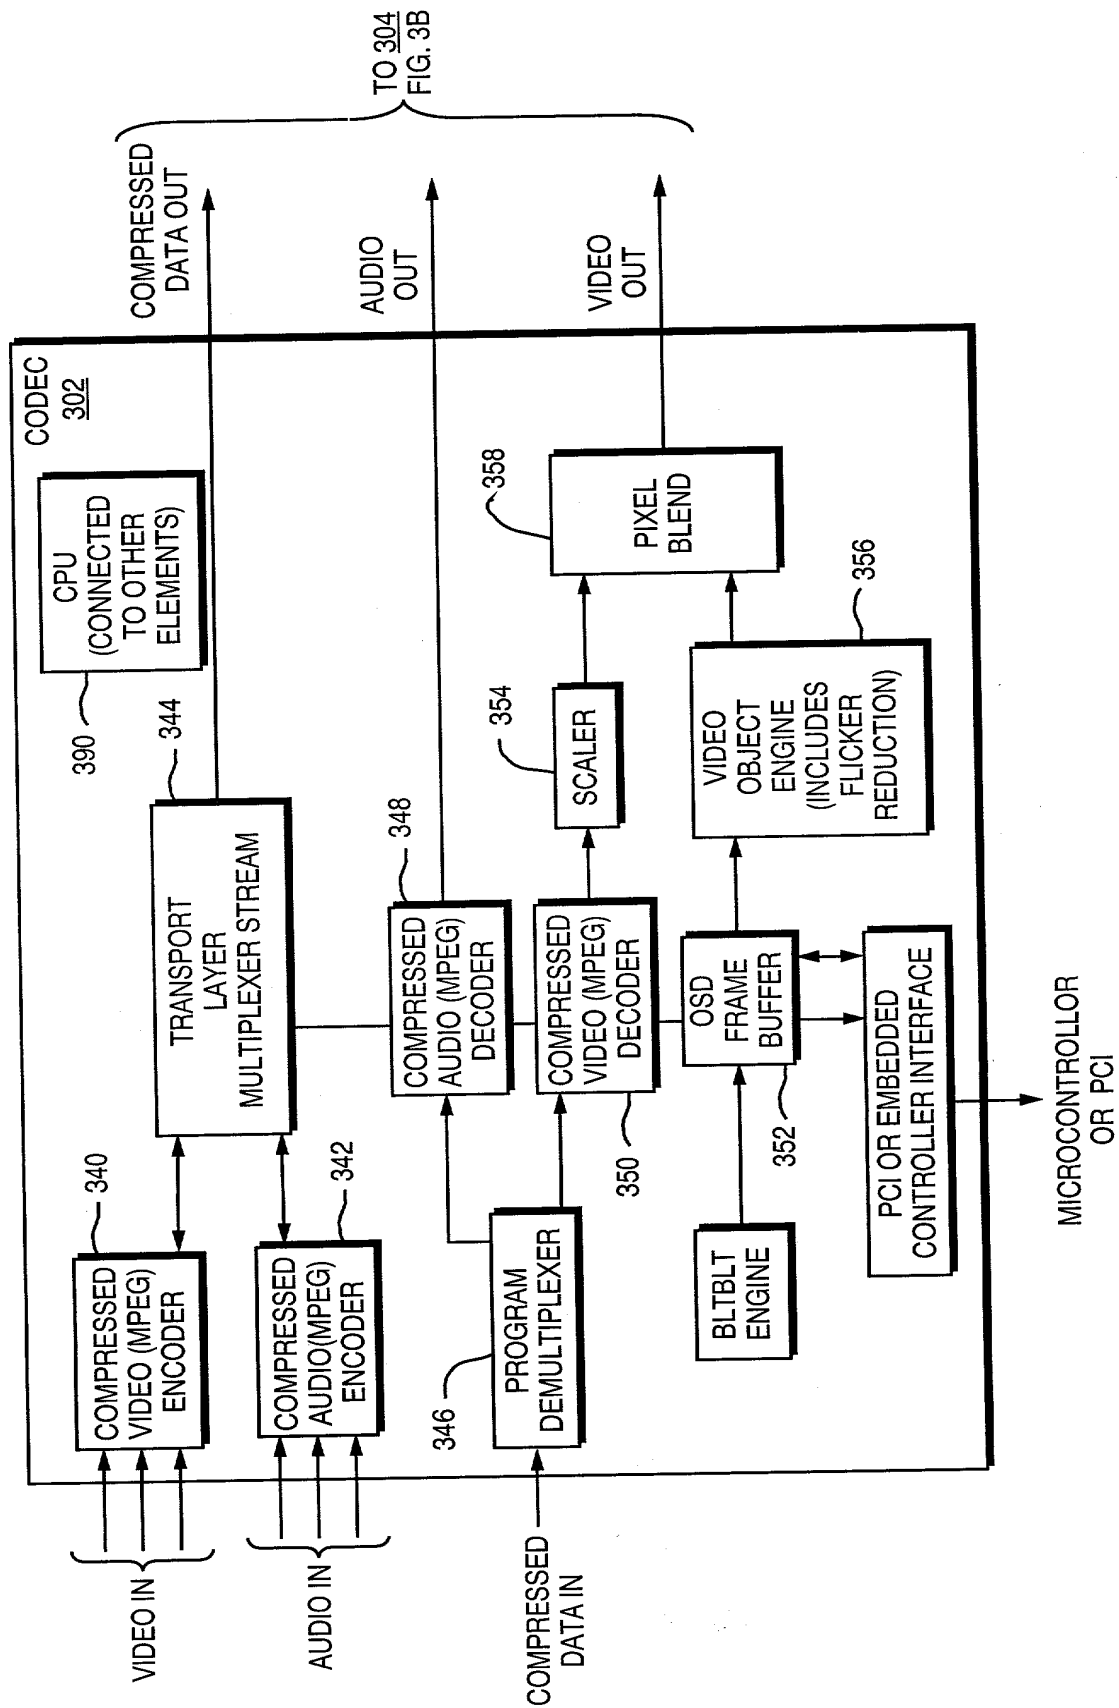 CODEC
302
CPU
(CONNECTED
TO OTHER
ELEMENTS)
390
VIDEO IN
COMPRESSED
VIDEO (MPEG)
ENCODER
340
TRANSPORT
LAYER
MULTIPLEXER STREAM
344
COMPRESSED
DATA OUT
AUDIO IN
COMPRESSED
AUDIO(MPEG)
ENCODER
342
COMPRESSED
AUDIO (MPEG)
DECODER
348
AUDIO
OUT
TO 304
FIG. 3B
COMPRESSED
DATA IN
PROGRAM
DEMULTIPLEXER
346
COMPRESSED
VIDEO (MPEG)
DECODER
350
SCALER
354
PIXEL
BLEND
358
VIDEO
OUT
BLTBLT
ENGINE
OSD
FRAME
BUFFER
352
VIDEO
OBJECT
ENGINE
(INCLUDES
FLICKER
REDUCTION)
356
PCI OR EMBEDDED
CONTROLLER INTERFACE
MICROCONTROLLOR
OR PCI